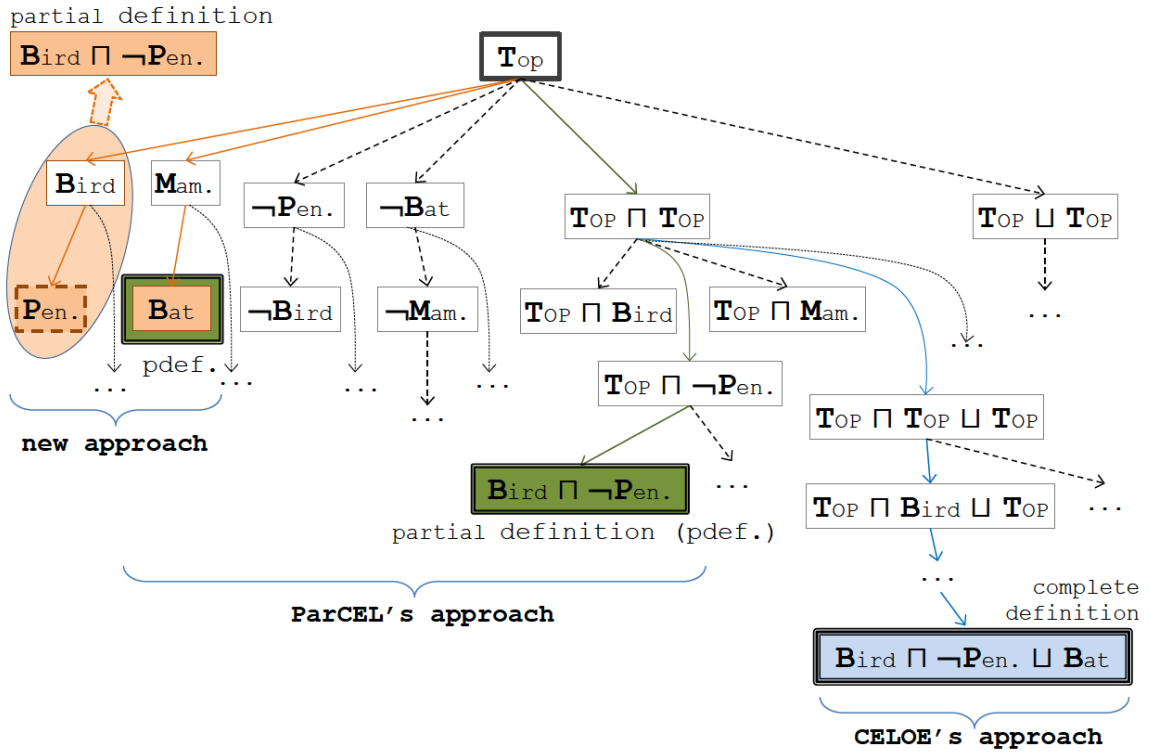 partial definition
Bird ⊓ ¬Pen.
Top
Bird
Mam.
¬Pen.
¬Bat
TOP ⊓ TOP
TOP ⊔ TOP
Pen.
Bat
¬Bird
¬Mam.
TOP ⊓ Bird
TOP ⊓ Mam.
...
...
pdef.
...
...
...
...
...
TOP ⊓ ¬Pen.
TOP ⊓ TOP ⊔ TOP
new approach
Bird ⊓ ¬Pen.
...
TOP ⊓ Bird ⊔ TOP
...
partial definition (pdef.)
...
complete
definition
ParCEL's approach
Bird ⊓ ¬Pen. ⊔ Bat
CELOE's approach